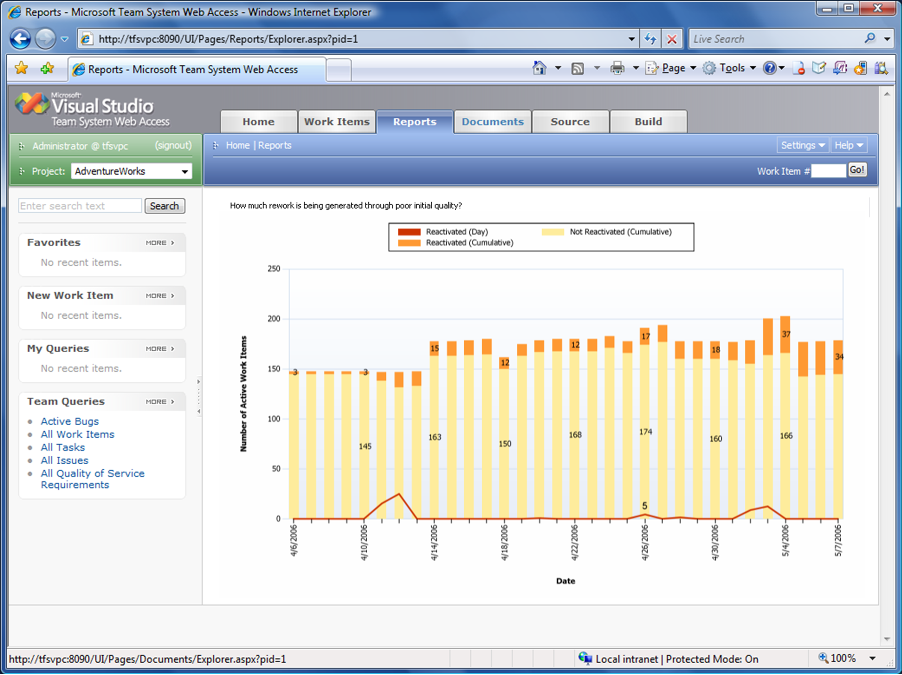 Reports - Microsoft Team System Web Access - Windows Internet Explorer
http://tfsvpc:8090/UI/Pages/Reports/Explorer.aspx?pid=1
Live Search
Reports - Microsoft Team System Web Access
Page
Tools
Microsoft
Visual Studio
Team System Web Access
Home
Work Items
Reports
Documents
Source
Build
Administrator @ tfsvpc
(signout)
Home | Reports
Settings
Help
Project:
AdventureWorks
Work Item #
Go!
Enter search text
Search
Favorites
MORE
No recent items.
New Work Item
MORE
No recent items.
My Queries
MORE
No recent items.
Team Queries
MORE
Active Bugs
All Work Items
All Tasks
All Issues
All Quality of Service
Requirements
How much rework is being generated through poor initial quality?
Reactivated (Day)
Not Reactivated (Cumulative)
Reactivated (Cumulative)
Number of Active Work Items
250
200
150
100
50
0
3
3
15
12
12
17
18
37
34
145
163
150
168
174
160
166
5
4/6/2006
4/10/2006
4/14/2006
4/18/2006
4/22/2006
4/26/2006
4/30/2006
5/4/2006
5/7/2006
Date
http://tfsvpc:8090/UI/Pages/Documents/Explorer.aspx?pid=1
Local intranet | Protected Mode: On
100%